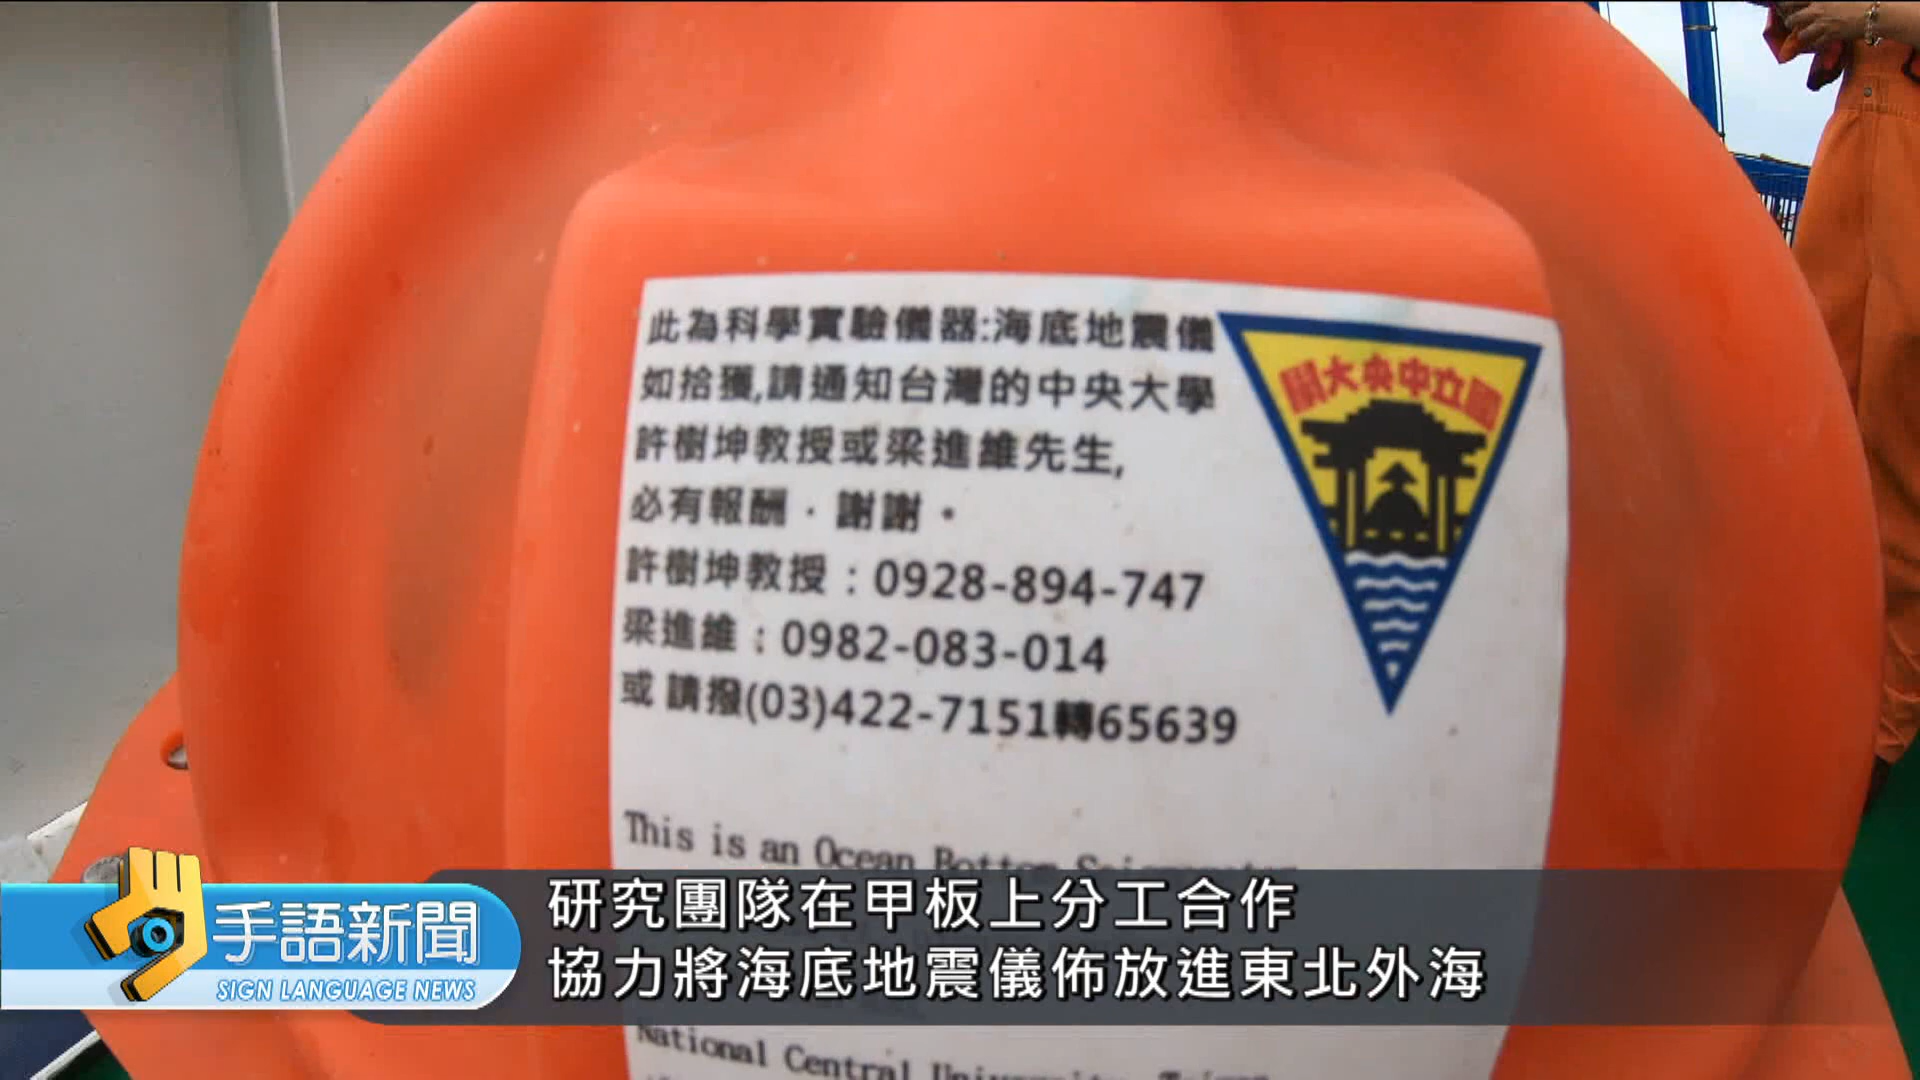 此為科學實驗儀器:海底地震儀
如拾獲,請通知台灣的中央大學
許樹坤教授或梁進維先生,
必有報酬．謝謝。
許樹坤教授：0928-894-747
梁進維：0982-083-014
或 請撥(03)422-7151轉65639
國立中央大學
This is an Ocean Bottom Seismometer
研究團隊在甲板上分工合作
協力將海底地震儀佈放進東北外海
手語新聞
SIGN LANGUAGE NEWS
National Central University, Taiwan